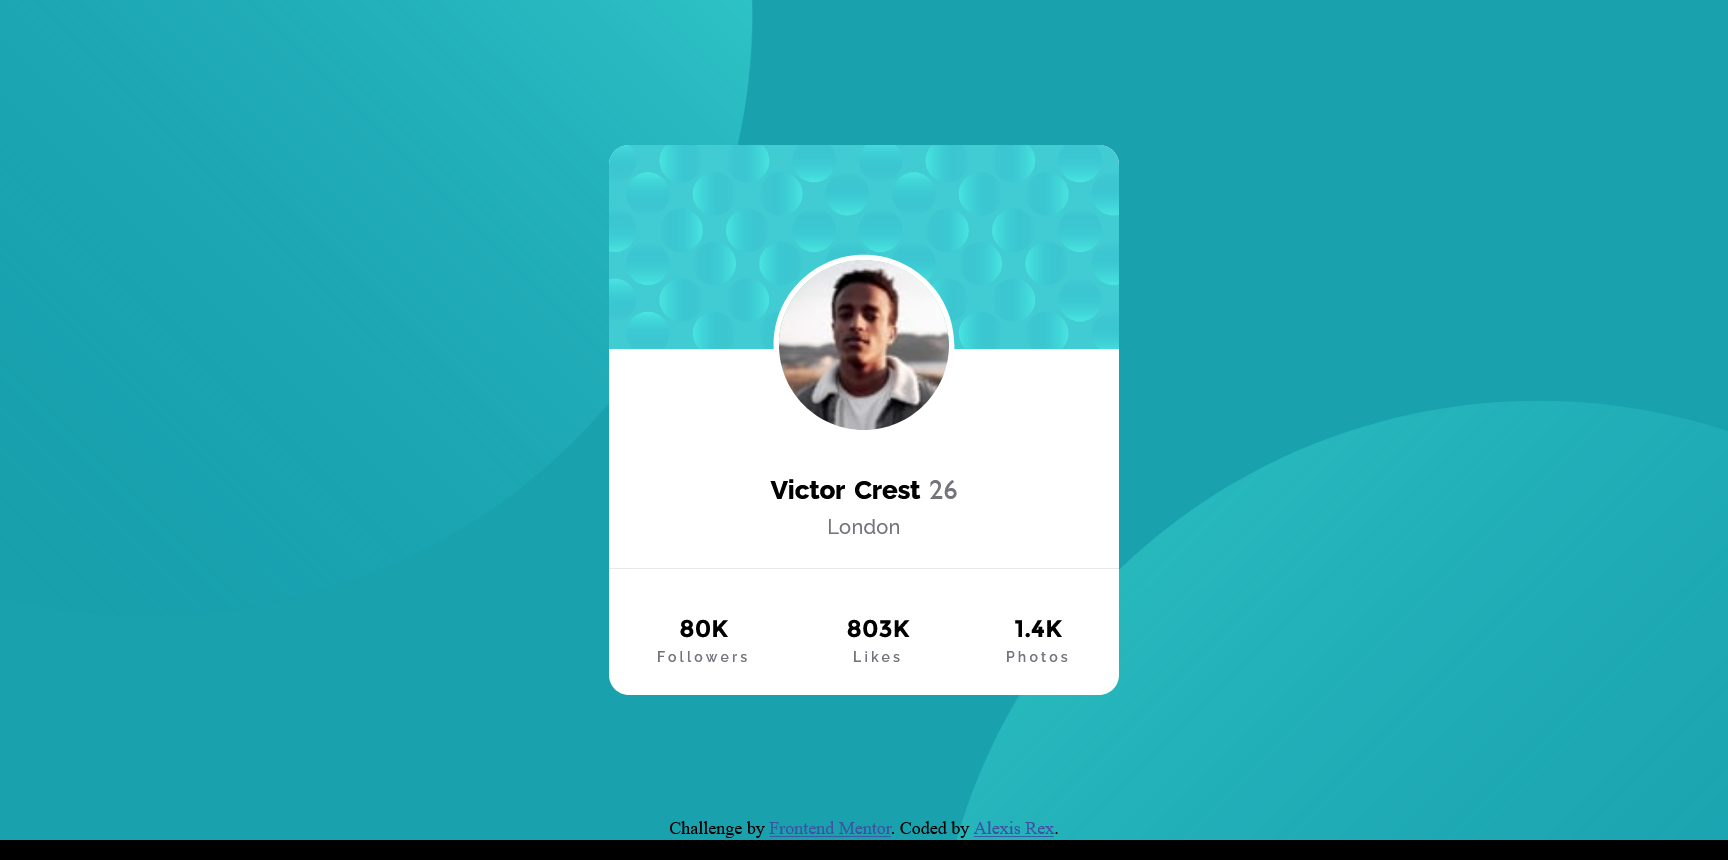 Victor Crest 26
London
80K 803K 1.4K
Followers Likes Photos
Challenge by Frontend Mentor. Coded by Alexis Rex.